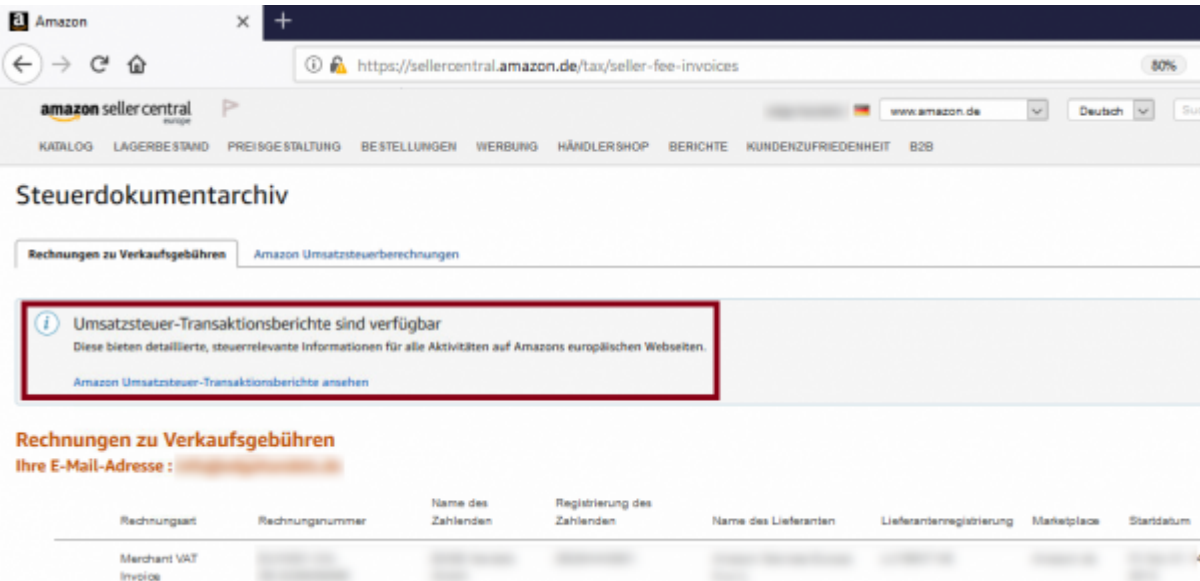 Amazon
https://sellercentral.amazon.de/tax/seller-fee-invoices
80%
amazon seller central
europe
www.amazon.de
Deutsch
KATALOG LAGERBESTAND PREISGESTALTUNG BESTELLUNGEN WERBUNG HÄNDLERSHOP BERICHTE KUNDENZUFRIEDENHEIT B2B
Steuerdokumentarchiv
Rechnungen zu Verkaufsgebühren Amazon Umsatzsteuerberechnungen
Umsatzsteuer-Transaktionsberichte sind verfügbar
Diese bieten detaillierte, steuerrelevante Informationen für alle Aktivitäten auf Amazons europäischen Webseiten.
Amazon Umsatzsteuer-Transaktionsberichte ansehen
Rechnungen zu Verkaufsgebühren
Ihre E-Mail-Adresse :
Name des Registrierung des
Rechnungsart Rechnungsnummer Zahlenden Zahlenden Name des Lieferanten Lieferantenregistrierung Marketplace Startdatum
Merchant VAT
Invoice